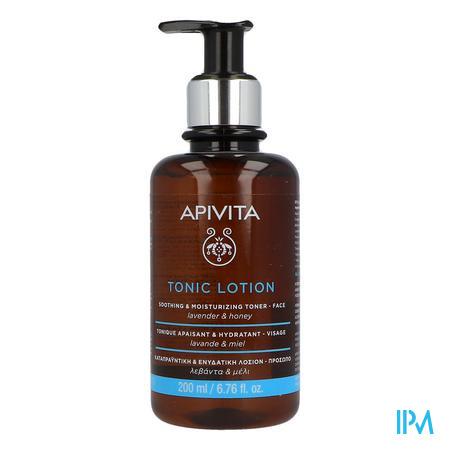 APIVITA
TONIC LOTION
SOOTHING & MOISTURIZING TONER - FACE
lavender & honey
TONIQUE APAISANT & HYDRATANT - VISAGE
lavande & miel
ΚΑΤΑΠΡΑΫΝΤΙΚΗ & ΕΝΥΔΑΤΙΚΗ ΛΟΣΙΟΝ - ΠΡΟΣΩΠΟ
λεβάντα & μέλι
200 ml / 6.76 fl. oz.
IPM